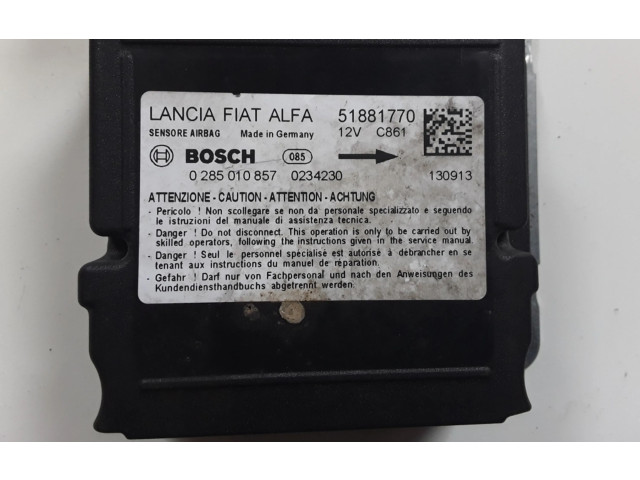 LANCIA FIAT ALFA 51881770
SENSORE AIRBAG Made in Germany 12V C861
BOSCH 085
0 285 010 857 0234230 130913
ATTENZIONE - CAUTION - ATTENTION - ACHTUNG
- Pericolo ! Non scollegare se non da personale specializzato e seguendo
le istruzioni del manuale di assistenza tecnica.
- Danger ! Do not disconnect. This operation is only to be carried out by
skilled operators, following the instructions given in the service manual.
- Danger ! Seul le personnel spécialisé est autorisé à débrancher en se
tenant aux instructions du manuel de réparation.
- Gefahr ! Darf nur von Fachpersonal und nach den Anweisungen des
Kundendiensthandbuchs abgetrennt werden.